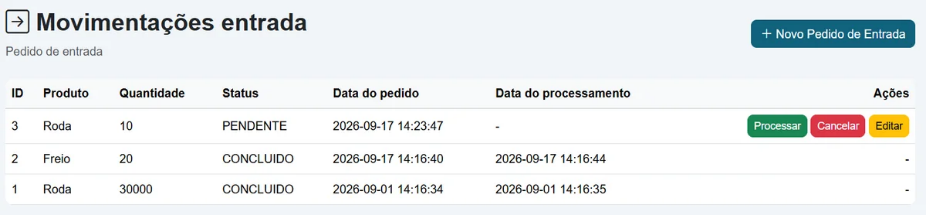 Movimentações entrada
Pedido de entrada
+ Novo Pedido de Entrada
ID Produto Quantidade Status Data do pedido Data do processamento Ações
3 Roda 10 PENDENTE 2026-09-17 14:23:47 - Processar Cancelar Editar
2 Freio 20 CONCLUIDO 2026-09-17 14:16:40 2026-09-17 14:16:44 -
1 Roda 30000 CONCLUIDO 2026-09-01 14:16:34 2026-09-01 14:16:35 -